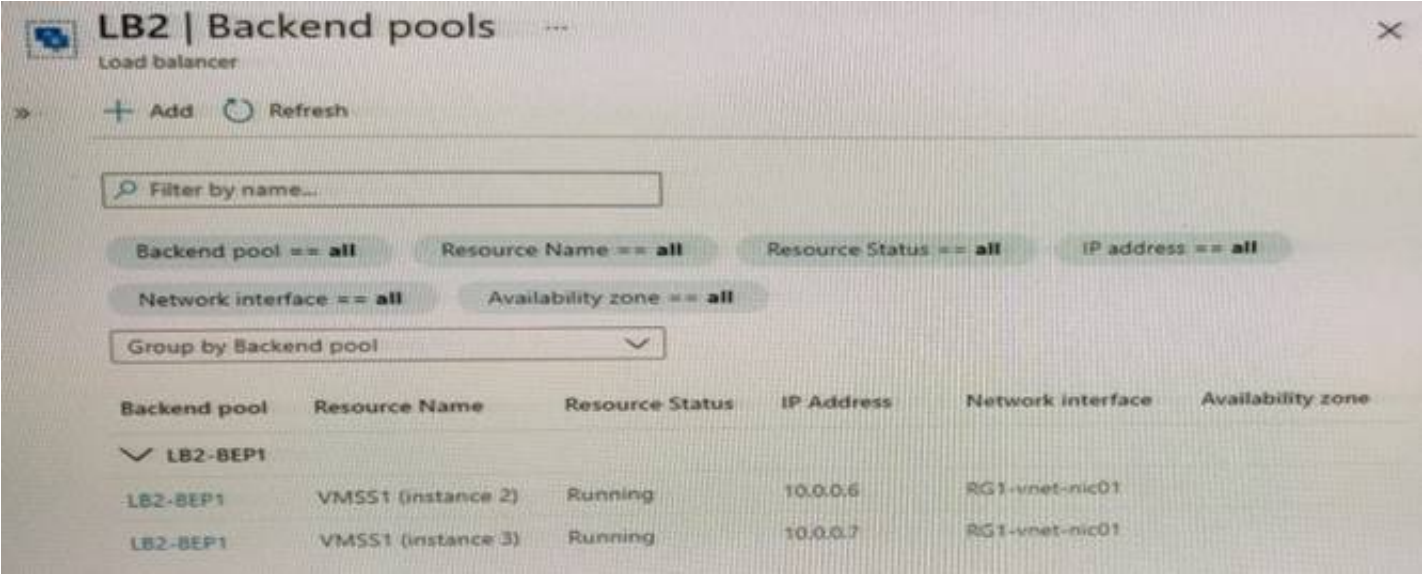 LB2 | Backend pools ...
Load balancer
» + Add Refresh
Filter by name...
Backend pool == all Resource Name == all Resource Status == all IP address == all
Network interface == all Availability zone == all
Group by Backend pool
Backend pool Resource Name Resource Status IP Address Network interface Availability zone
LB2-BEP1
LB2-BEP1 VMSS1 (instance 2) Running 10.0.0.6 RG1-vnet-nic01
LB2-BEP1 VMSS1 (instance 3) Running 10.0.0.7 RG1-vnet-nic01